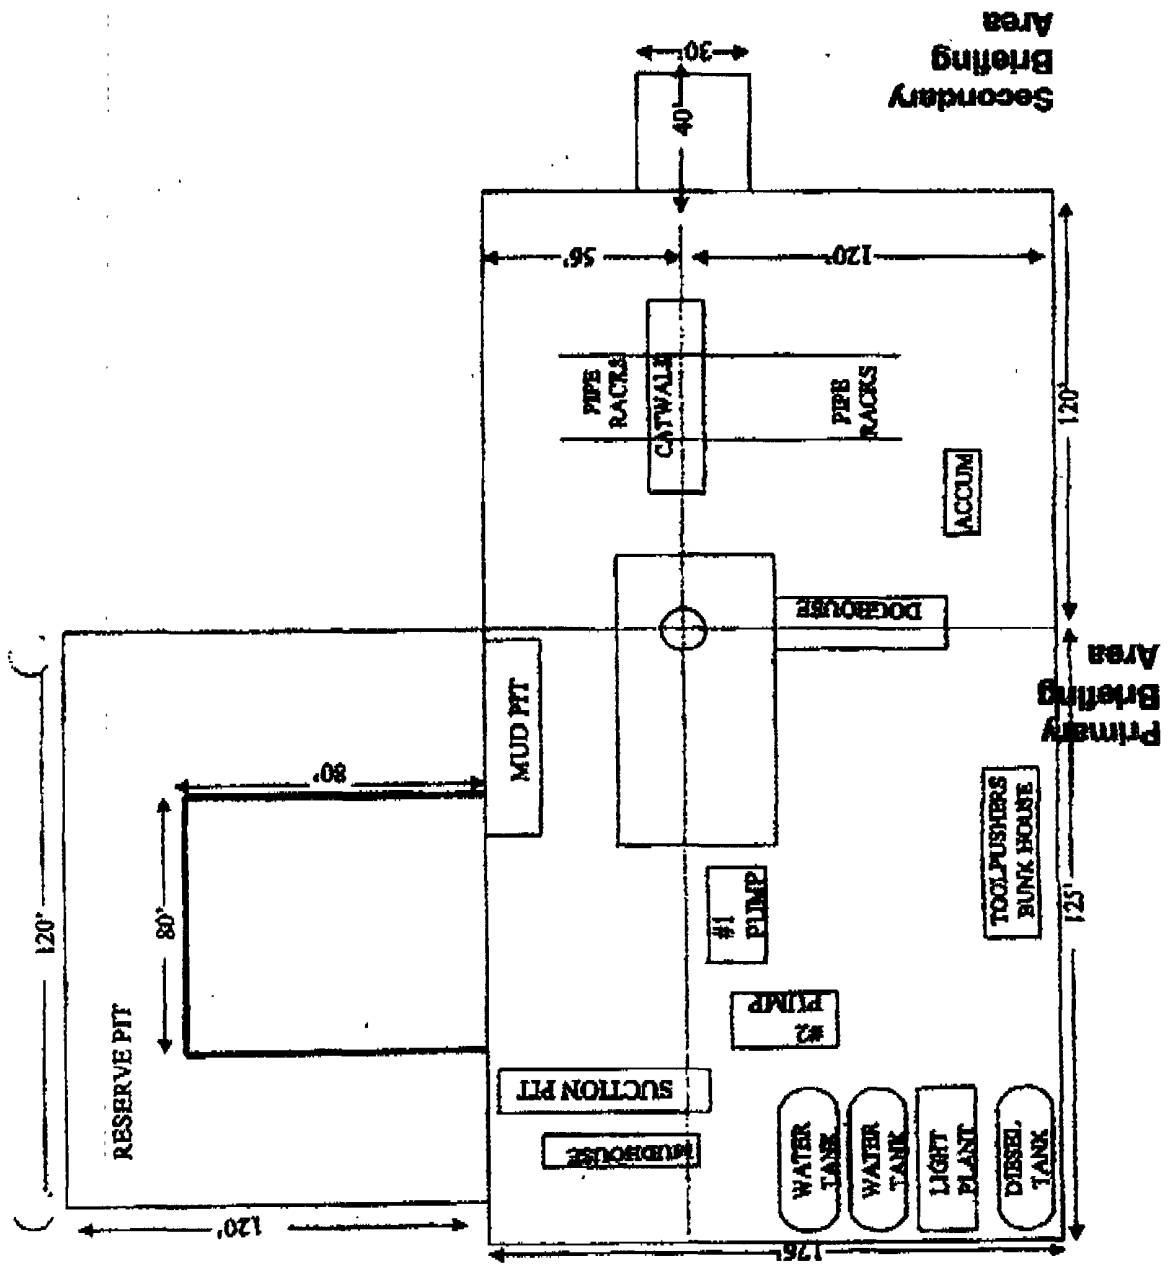 Secondary
Briefing
Area
30'
40'
56'
120'
PIPE
RACKS
CATWALK
PIPE
RACKS
120'
ACCUM
DOGHOUSE
Primary
Briefing
Area
MUD PIT
80'
80'
120'
RESERVE PIT
120'
#1
PUMP
#2
PUMP
TOOLPUSHERS
BUNK HOUSE
125'
SUCTION PIT
MUDHOUSE
WATER
TANK
WATER
TANK
LIGHT
PLANT
DIESEL
TANK
176'